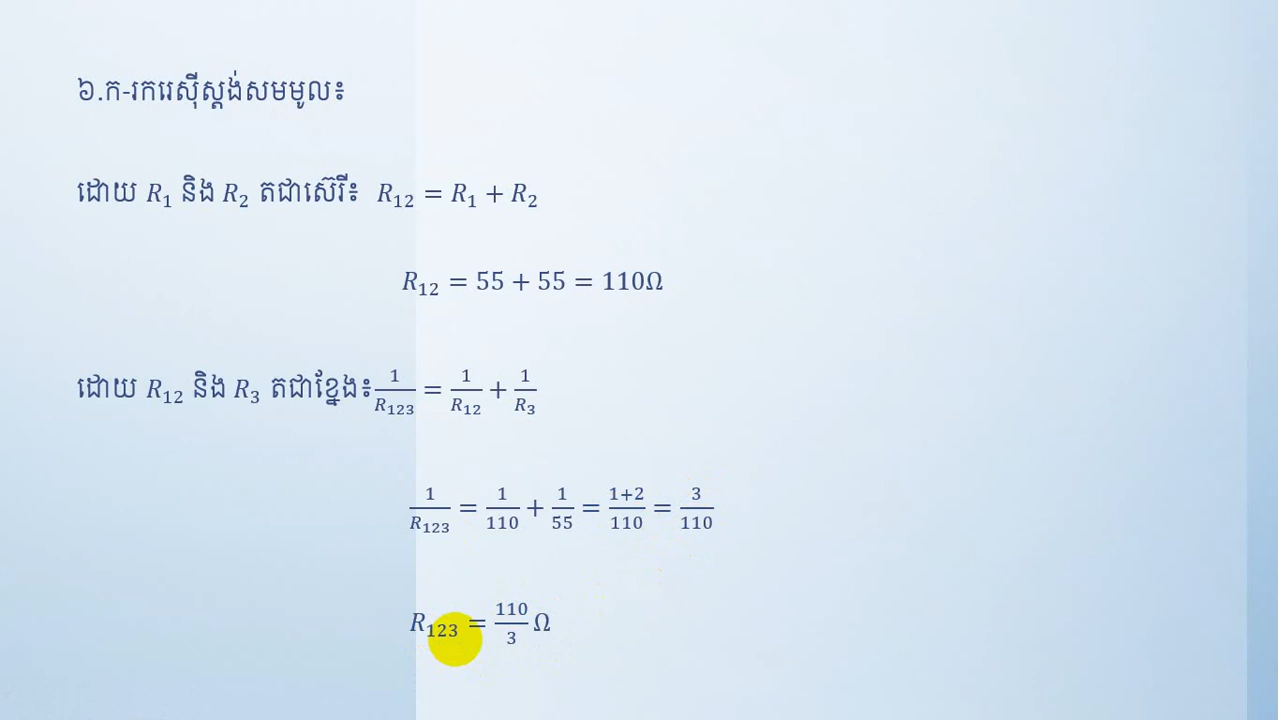 ៦.ក-រករេស៊ីស្តង់សមមូល៖
ដោយ R₁ និង R₂ តជាស៊េរី៖ R₁₂ = R₁ + R₂
R₁₂ = 55 + 55 = 110Ω
ដោយ R₁₂ និង R₃ តជាខ្នែង៖ 1/R₁₂₃ = 1/R₁₂ + 1/R₃
1/R₁₂₃ = 1/110 + 1/55 = 1+2/110 = 3/110
R₁₂₃ = 110/3 Ω